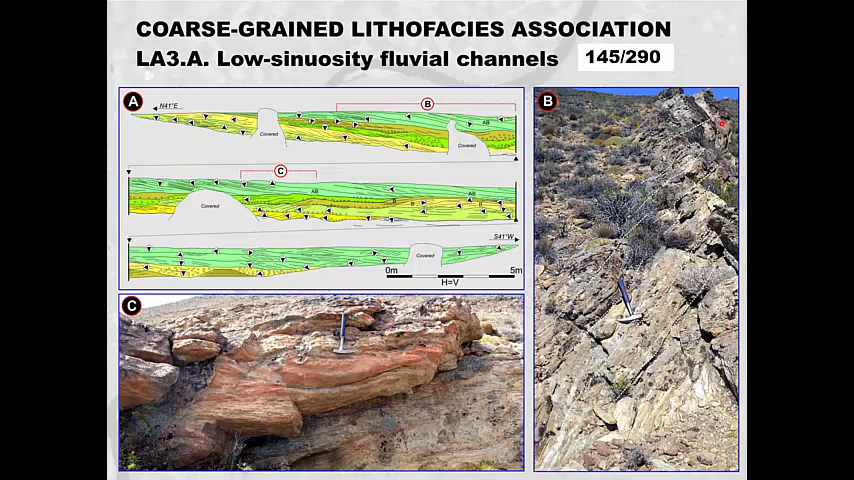 COARSE-GRAINED LITHOFACIES ASSOCIATION
LA3.A. Low-sinuosity fluvial channels 145/290
A
N41°E
B
AB
Covered
Covered
C
AB
AB
Covered
B
B
B
S41°W
Covered
0m 5m
H=V
B
C